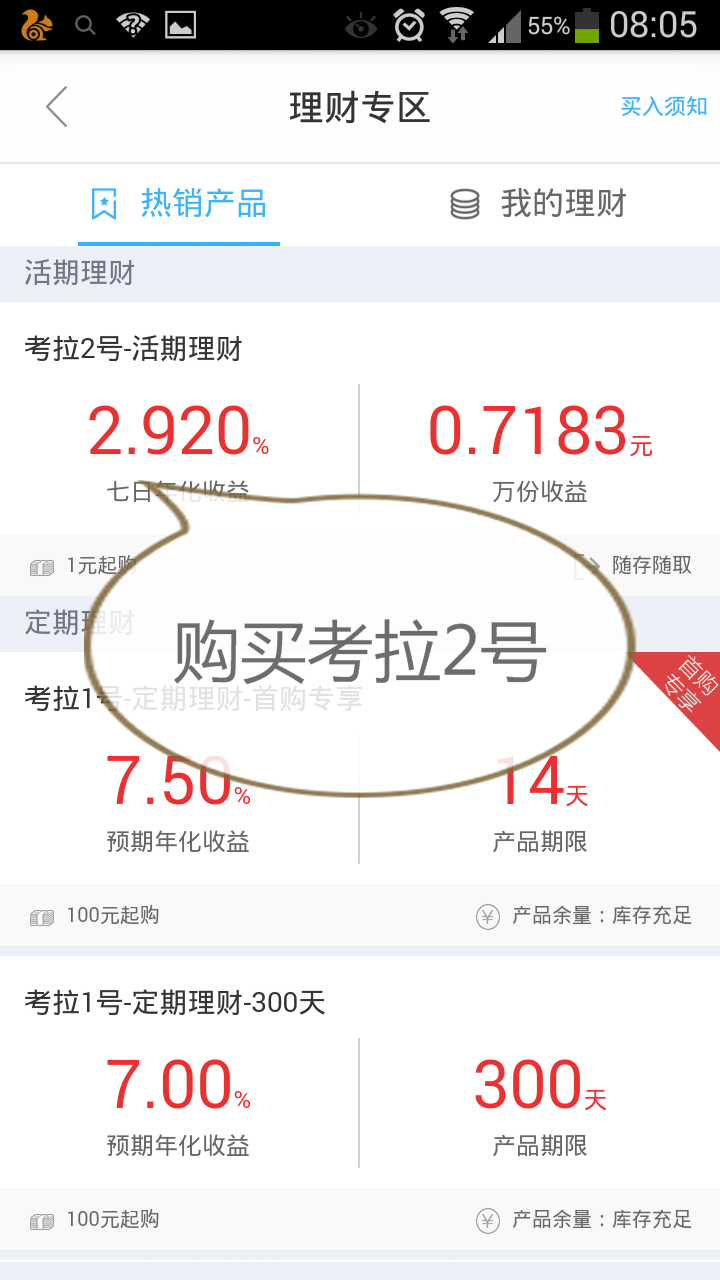 55% 08:05
理财专区 买入须知
热销产品 我的理财
活期理财
考拉2号-活期理财
2.920% 0.7183元
七日年化收益 万份收益
1元起购 随存随取
定期理财
购买考拉2号
考拉1号-定期理财-首购专享
首购专享
7.50% 14天
预期年化收益 产品期限
100元起购 产品余量：库存充足
考拉1号-定期理财-300天
7.00% 300天
预期年化收益 产品期限
100元起购 产品余量：库存充足